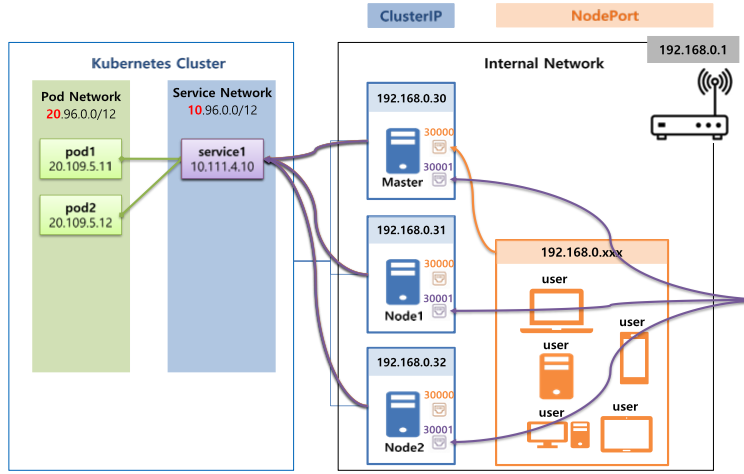 ClusterIP
NodePort
192.168.0.1
Kubernetes Cluster
Internal Network
Pod Network
20.96.0.0/12
Service Network
10.96.0.0/12
pod1
20.109.5.11
pod2
20.109.5.12
service1
10.111.4.10
192.168.0.30
30000
30001
Master
192.168.0.31
30000
30001
Node1
192.168.0.32
30000
30001
Node2
192.168.0.xxx
user
user
user
user
user